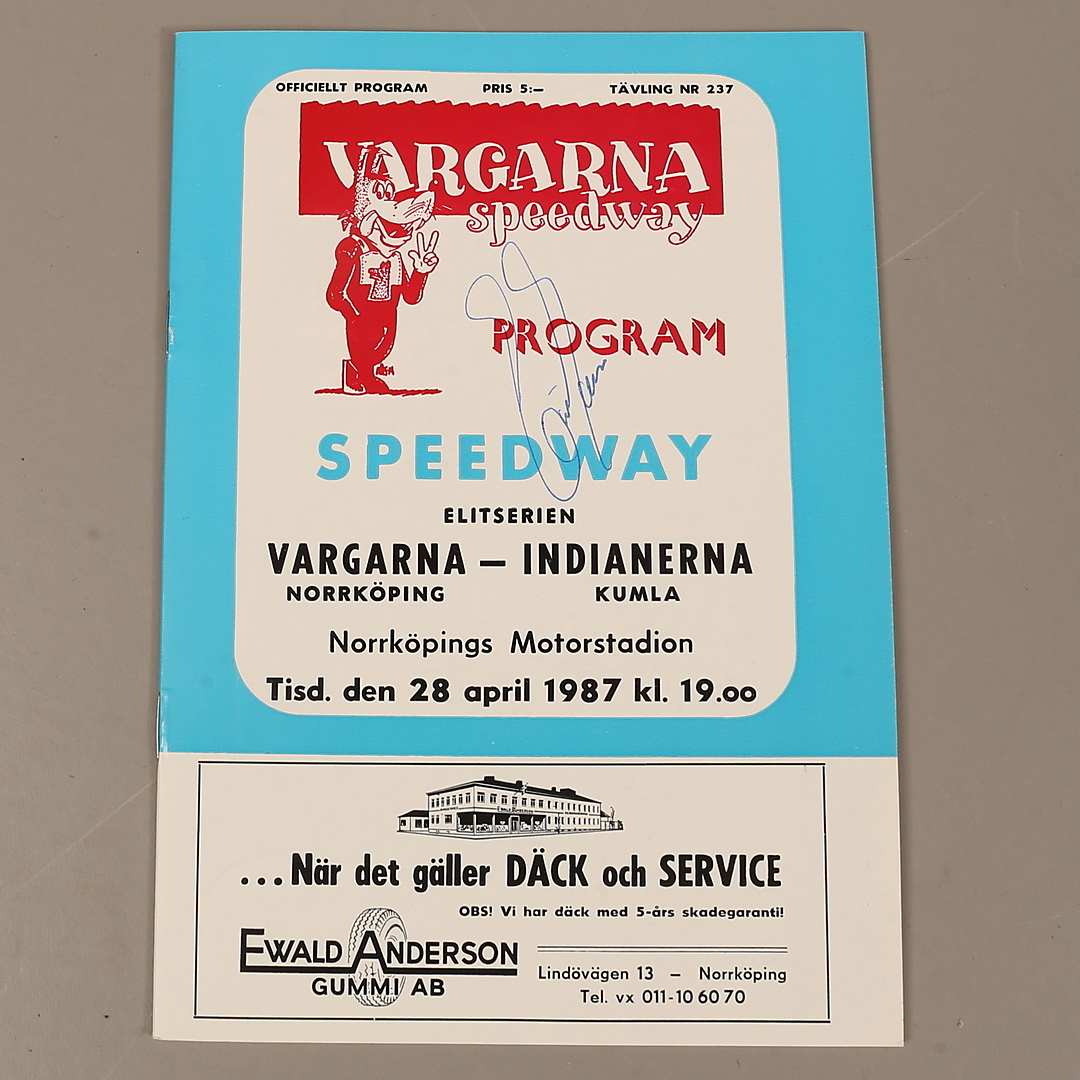 OFFICIELLT PROGRAM PRIS 5:— TÄVLING NR 237
VARGARNA
speedway
PROGRAM
SPEEDWAY
ELITSERIEN
VARGARNA — INDIANERNA
NORRKÖPING KUMLA
Norrköpings Motorstadion
Tisd. den 28 april 1987 kl. 19.oo
EWALD ANDERSON
...När det gäller DÄCK och SERVICE
OBS! Vi har däck med 5-års skadegaranti!
EWALD ANDERSON
GUMMI AB
Lindövägen 13 — Norrköping
Tel. vx 011-10 60 70